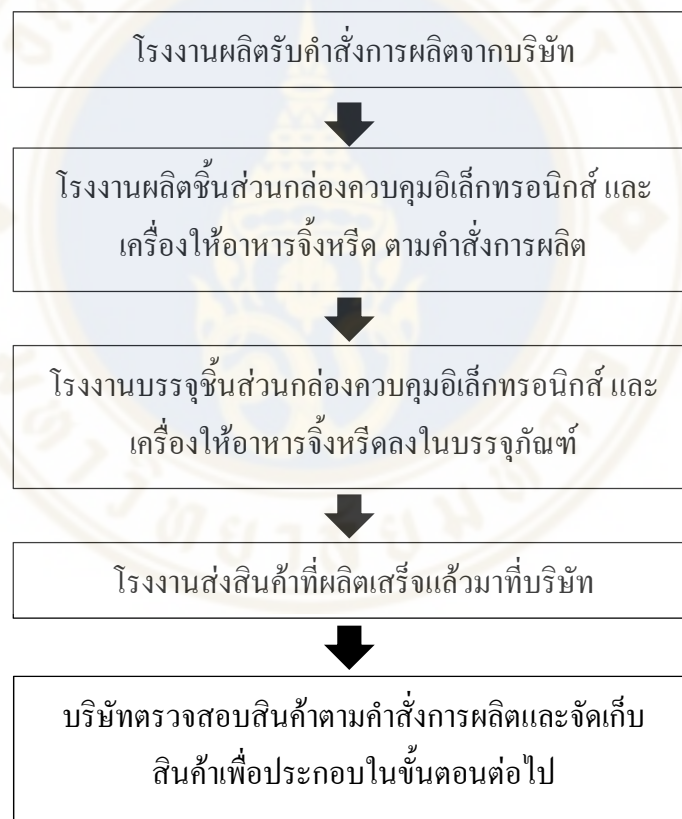 โรงงานผลิตรับคำสั่งการผลิตจากบริษัท
โรงงานผลิตชิ้นส่วนกล่องควบคุมอิเล็กทรอนิกส์ และ
เครื่องให้อาหารจิ้งหรีด ตามคำสั่งการผลิต
โรงงานบรรจุชิ้นส่วนกล่องควบคุมอิเล็กทรอนิกส์ และ
เครื่องให้อาหารจิ้งหรีดลงในบรรจุภัณฑ์
โรงงานส่งสินค้าที่ผลิตเสร็จแล้วมาที่บริษัท
บริษัทตรวจสอบสินค้าตามคำสั่งการผลิตและจัดเก็บ
สินค้าเพื่อประกอบในขั้นตอนต่อไป